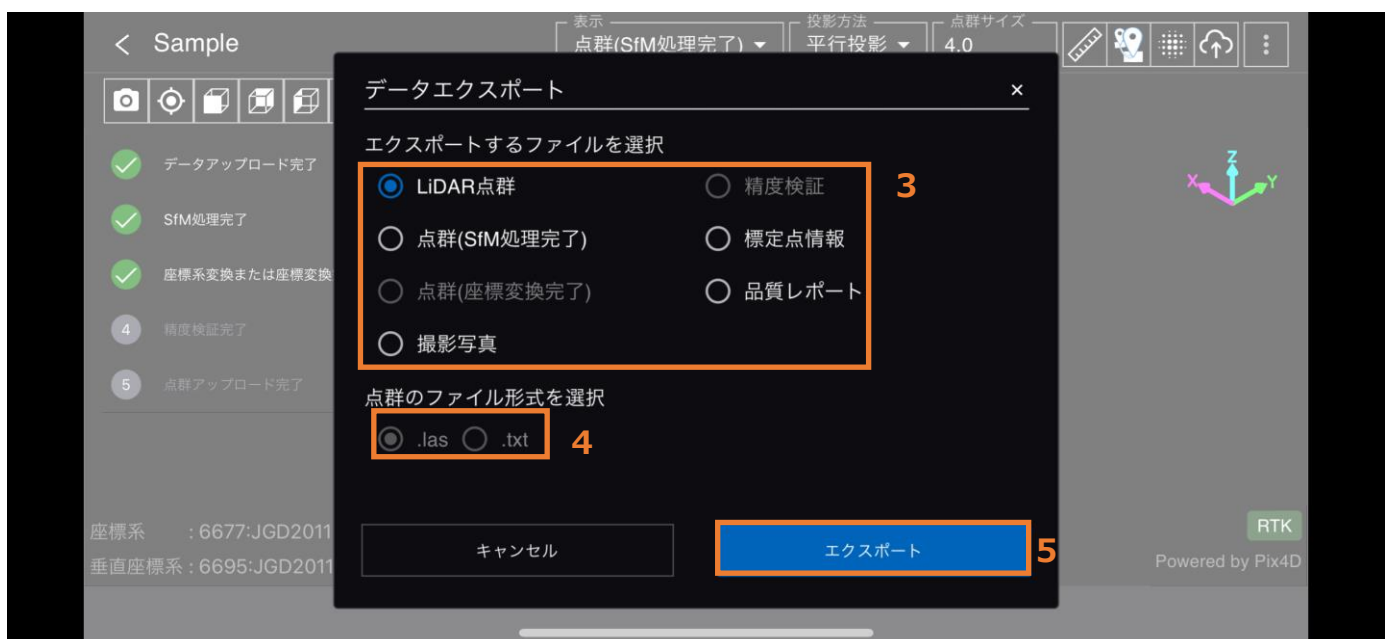 Sample
表示
点群(SfM処理完了)
投影方法
平行投影
点群サイズ
4.0
データアップロード完了
SfM処理完了
座標系変換または座標変換
4 精度検証完了
5 点群アップロード完了
座標系 : 6677:JGD2011
垂直座標系 : 6695:JGD2011
データエクスポート ×
エクスポートするファイルを選択
LiDAR点群 精度検証
点群(SfM処理完了) 標定点情報
点群(座標変換完了) 品質レポート
撮影写真
3
点群のファイル形式を選択
.las .txt
4
キャンセル エクスポート
5
Z
X Y
RTK
Powered by Pix4D